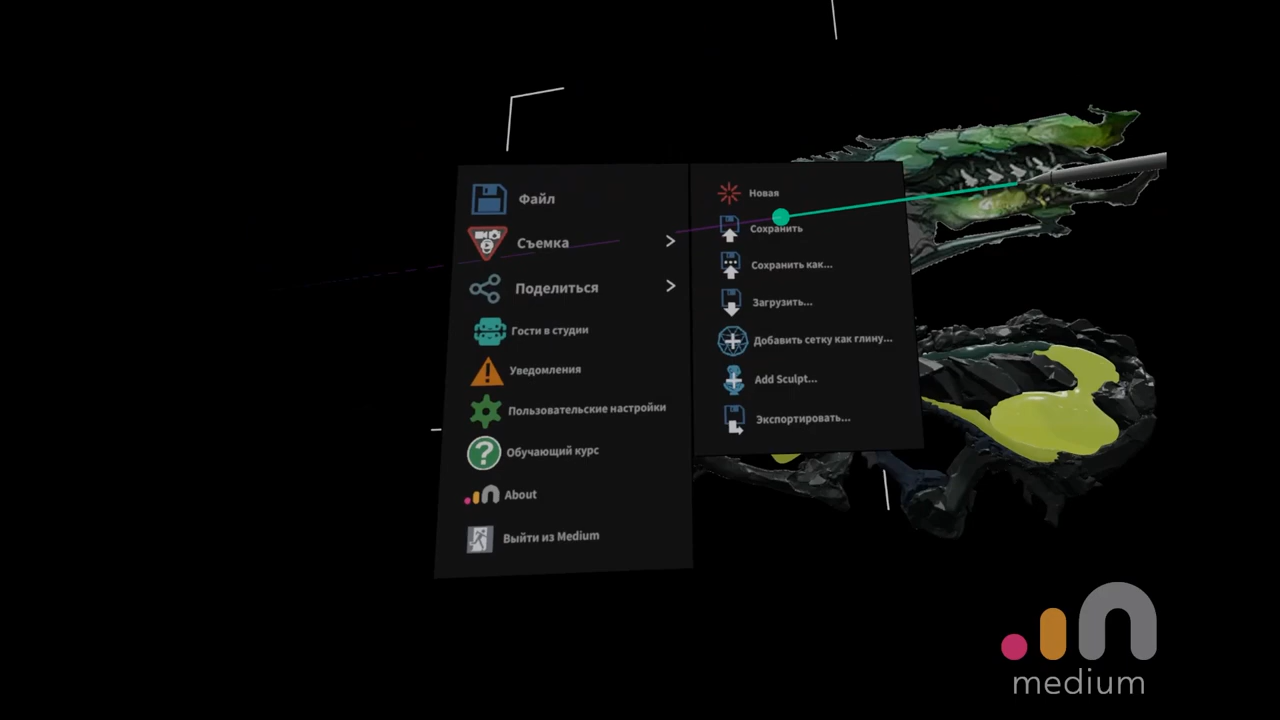 Файл
Съемка
Поделиться
Гости в студии
Уведомления
Пользовательские настройки
Обучающий курс
About
Выйти из Medium
Новая
Сохранить
Сохранить как...
Загрузить...
Добавить сетку как глину...
Add Sculpt...
Экспортировать...
medium